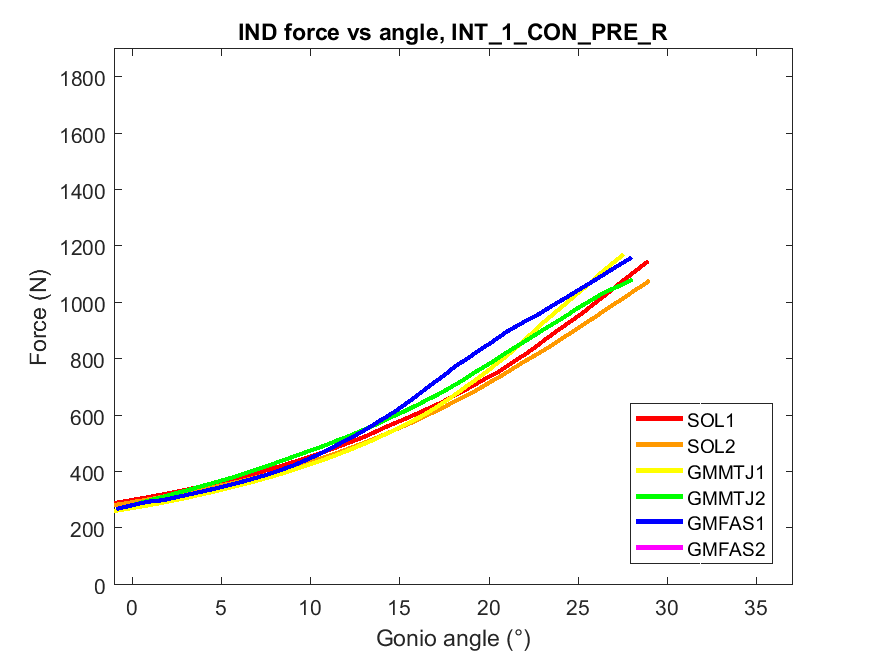 IND force vs angle, INT_1_CON_PRE_R
1800
1600
1400
1200
1000
800
600
400
200
0
Force (N)
SOL1
SOL2
GMMTJ1
GMMTJ2
GMFAS1
GMFAS2
0 5 10 15 20 25 30 35
Gonio angle (°)